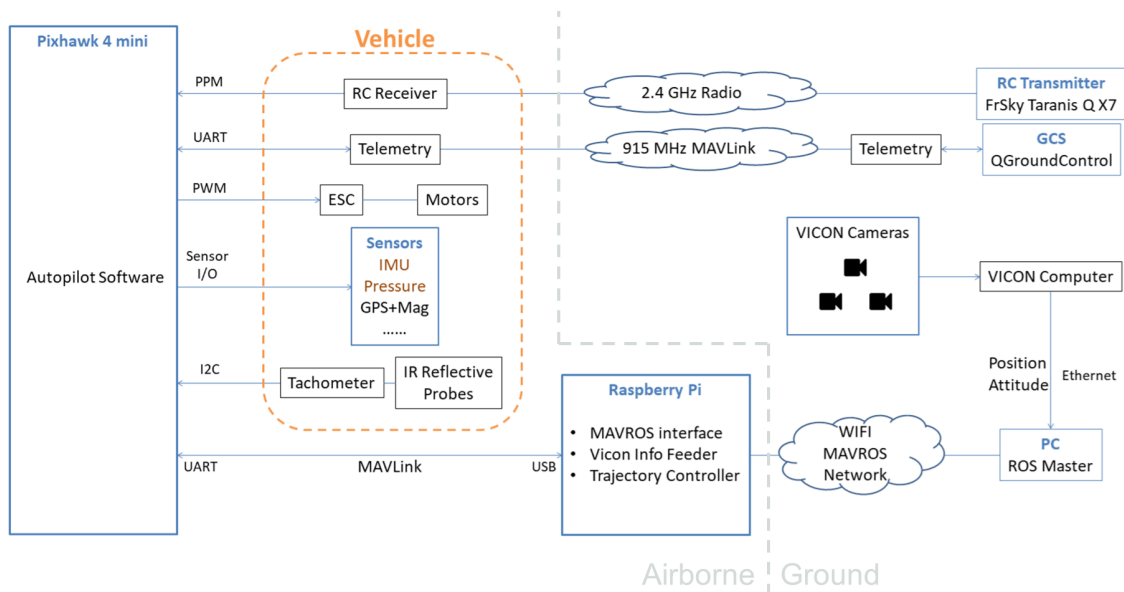 Pixhawk 4 mini
Autopilot Software
Vehicle
PPM
RC Receiver
2.4 GHz Radio
RC Transmitter
FrSky Taranis Q X7
UART
Telemetry
915 MHz MAVLink
Telemetry
GCS
QGroundControl
PWM
ESC
Motors
Sensor
I/O
Sensors
IMU
Pressure
GPS+Mag
......
VICON Cameras
VICON Computer
I2C
Tachometer
IR Reflective
Probes
Position
Attitude
Ethernet
Raspberry Pi
• MAVROS interface
• Vicon Info Feeder
• Trajectory Controller
WIFI
MAVROS
Network
PC
ROS Master
UART
MAVLink
USB
Airborne
Ground